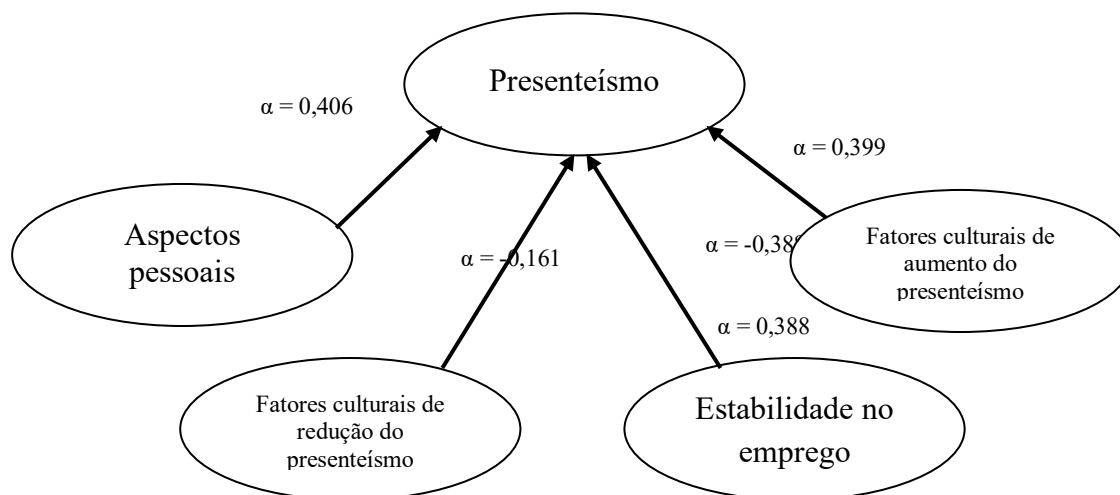 Presenteísmo
α = 0,406
α = 0,399
Aspectos
pessoais
α = -0,161
α = -0,38
Fatores culturais de
aumento do
presenteísmo
α = 0,388
Fatores culturais de
redução do
presenteísmo
Estabilidade no
emprego